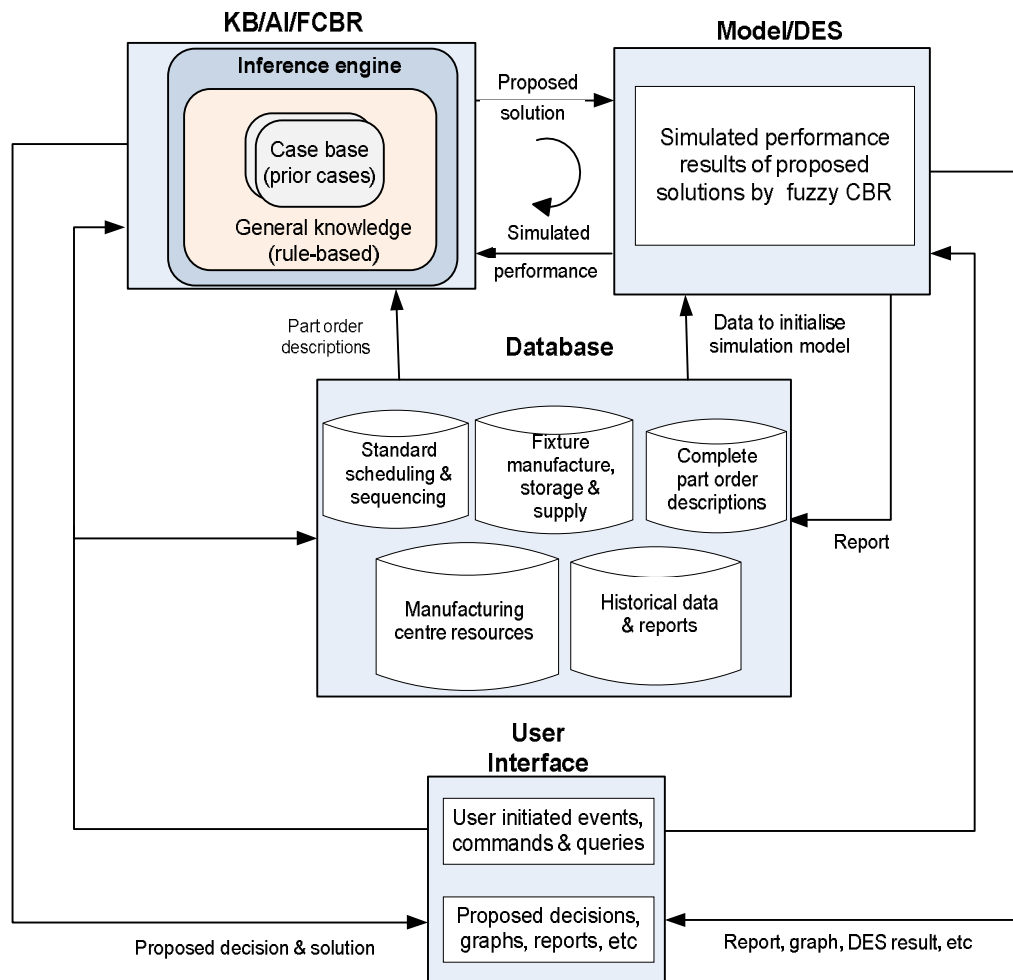 KB/AI/FCBR
Model/DES
Inference engine
Case base
(prior cases)
General knowledge
(rule-based)
Proposed
solution
Simulated
performance
Simulated performance
results of proposed
solutions by fuzzy CBR
Part order
descriptions
Database
Data to initialise
simulation model
Standard
scheduling &
sequencing
Fixture
manufacture,
storage &
supply
Complete
part order
descriptions
Report
Manufacturing
centre resources
Historical data
& reports
User
Interface
User initiated events,
commands & queries
Proposed decisions,
graphs, reports, etc
Proposed decision & solution
Report, graph, DES result, etc